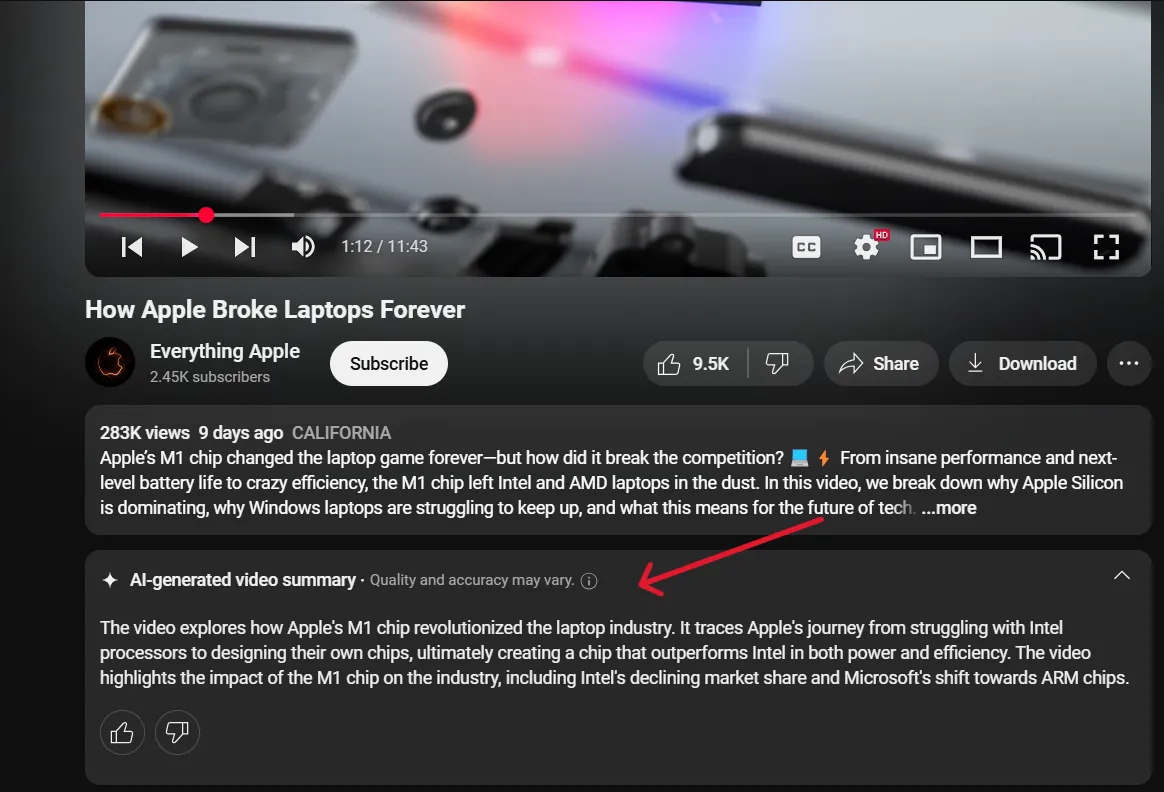 1:12 / 11:43
CC
HD
How Apple Broke Laptops Forever
Everything Apple
2.45K subscribers
Subscribe
9.5K
Share
Download
283K views 9 days ago CALIFORNIA
Apple’s M1 chip changed the laptop game forever—but how did it break the competition? 💻 ⚡ From insane performance and next-
level battery life to crazy efficiency, the M1 chip left Intel and AMD laptops in the dust. In this video, we break down why Apple Silicon
is dominating, why Windows laptops are struggling to keep up, and what this means for the future of tech. ...more
AI-generated video summary · Quality and accuracy may vary.
The video explores how Apple's M1 chip revolutionized the laptop industry. It traces Apple's journey from struggling with Intel
processors to designing their own chips, ultimately creating a chip that outperforms Intel in both power and efficiency. The video
highlights the impact of the M1 chip on the industry, including Intel's declining market share and Microsoft's shift towards ARM chips.